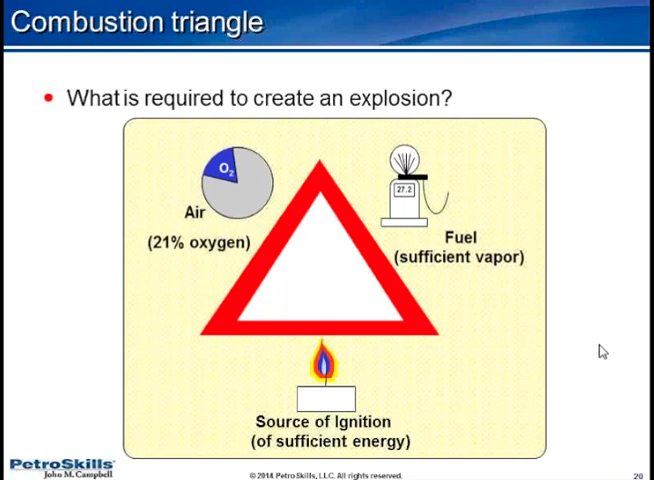 Combustion triangle
• What is required to create an explosion?
O2
27.2
Air
(21% oxygen)
Fuel
(sufficient vapor)
Source of Ignition
(of sufficient energy)
PetroSkills
John M. Campbell
© 2014 PetroSkills, LLC. All rights reserved.
20